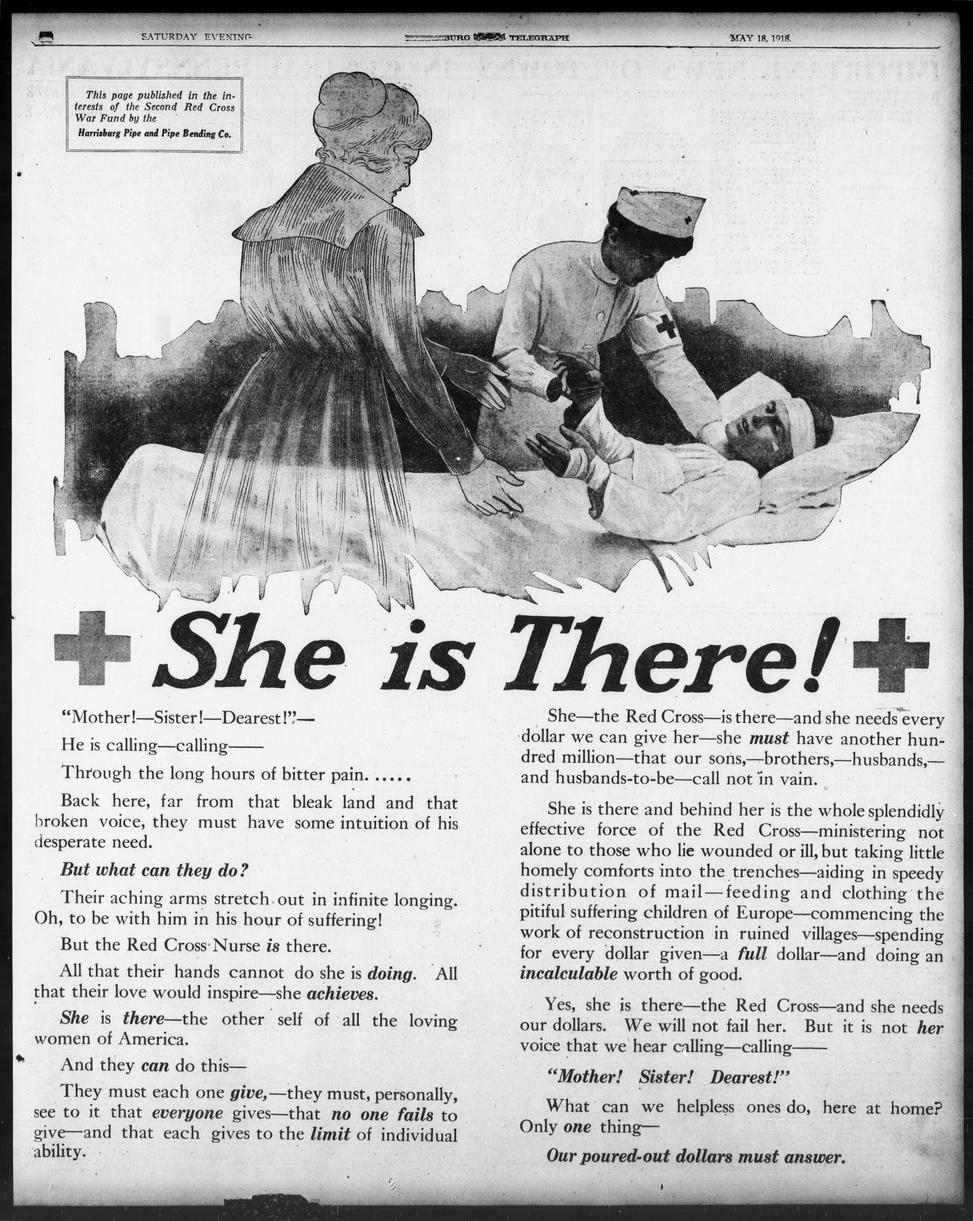 SATURDAY EVENING
BURG TELEGRAPH
MAY 18, 1918.
This page published in the in-
terests of the Second Red Cross
War Fund by the
Harrisburg Pipe and Pipe Bending Co.
She is There!
"Mother!—Sister!—Dearest!"—
He is calling—calling——
Through the long hours of bitter pain. .....
Back here, far from that bleak land and that
broken voice, they must have some intuition of his
desperate need.
But what can they do?
Their aching arms stretch out in infinite longing.
Oh, to be with him in his hour of suffering!
But the Red Cross Nurse is there.
All that their hands cannot do she is doing. All
that their love would inspire—she achieves.
She is there—the other self of all the loving
women of America.
And they can do this—
They must each one give,—they must, personally,
see to it that everyone gives—that no one fails to
give—and that each gives to the limit of individual
ability.
She—the Red Cross—is there—and she needs every
dollar we can give her—she must have another hun-
dred million—that our sons,—brothers,—husbands,—
and husbands-to-be—call not in vain.
She is there and behind her is the whole splendidly
effective force of the Red Cross—ministering not
alone to those who lie wounded or ill, but taking little
homely comforts into the trenches—aiding in speedy
distribution of mail—feeding and clothing the
pitiful suffering children of Europe—commencing the
work of reconstruction in ruined villages—spending
for every dollar given—a full dollar—and doing an
incalculable worth of good.
Yes, she is there—the Red Cross—and she needs
our dollars. We will not fail her. But it is not her
voice that we hear calling—calling——
"Mother! Sister! Dearest!"
What can we helpless ones do, here at home?
Only one thing—
Our poured-out dollars must answer.